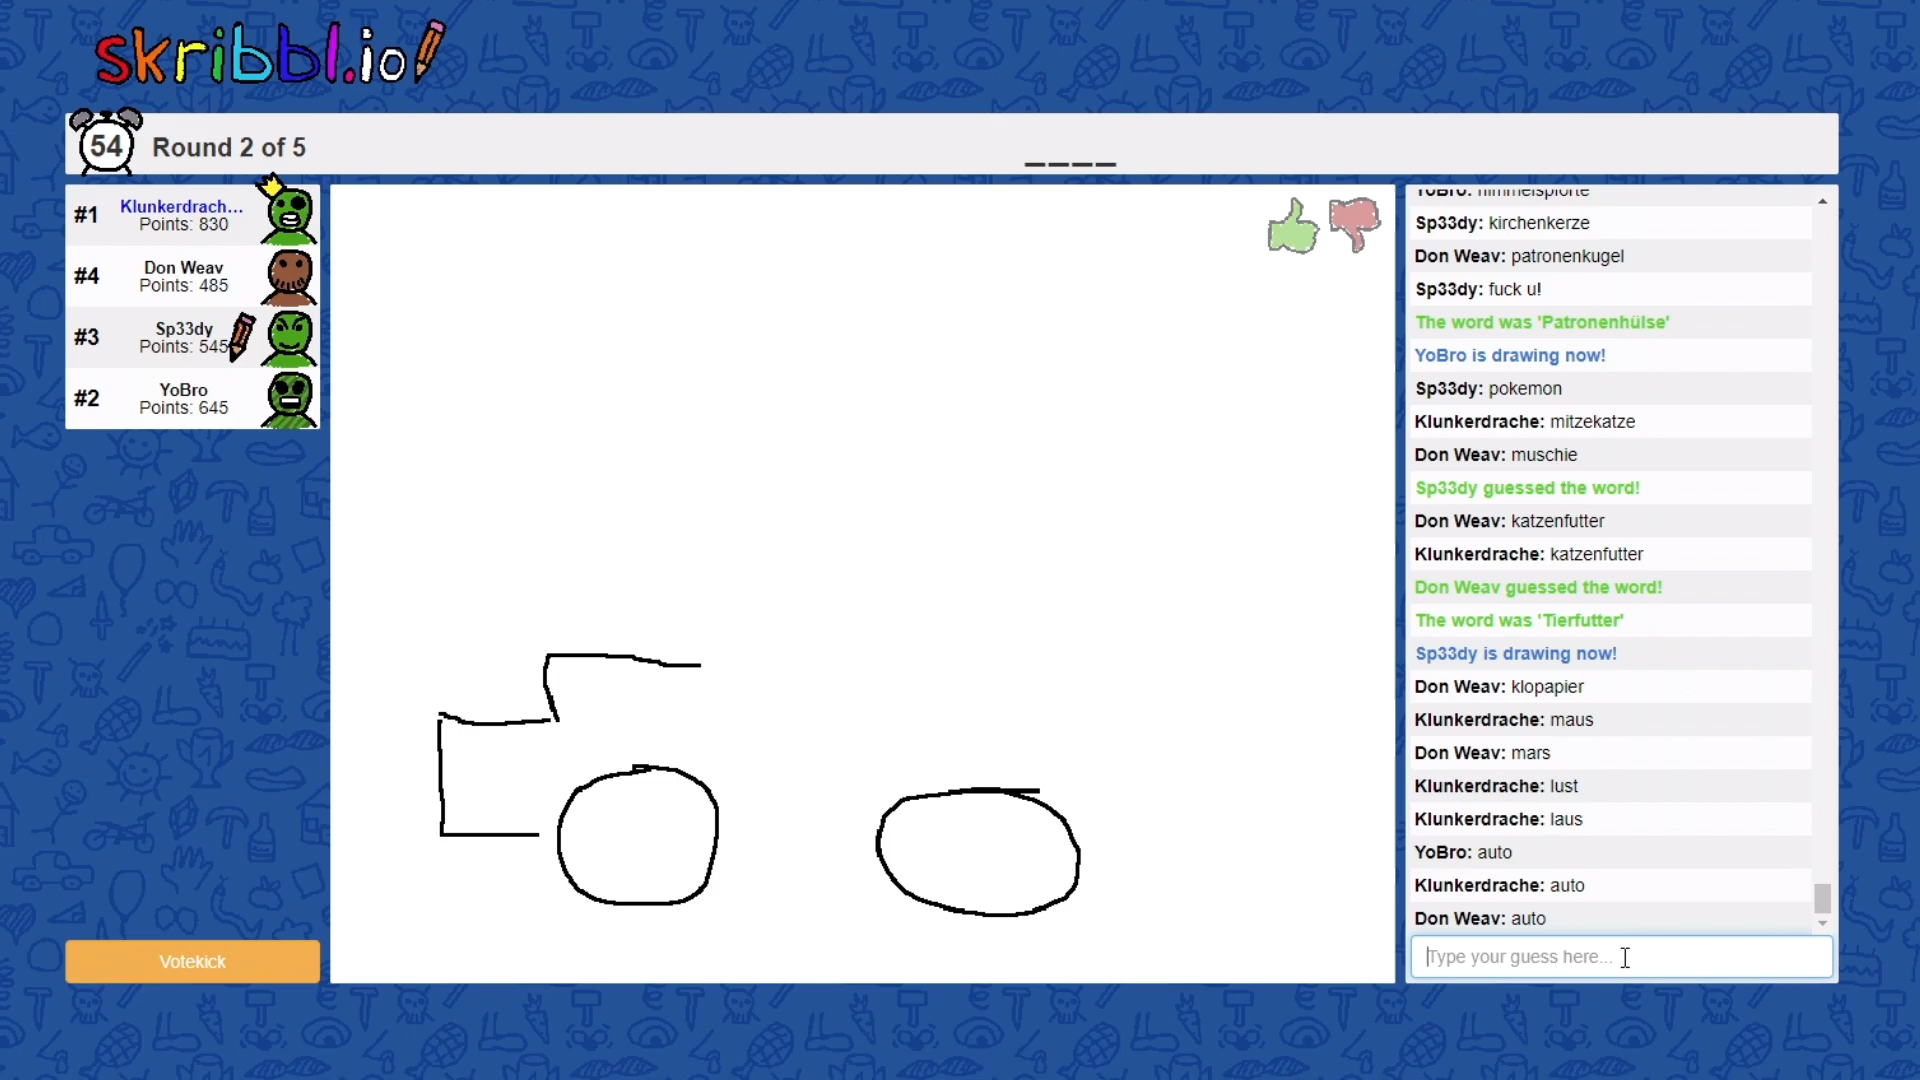 skribbl.io
54
Round 2 of 5
____
#1
Klunkerdrach...
Points: 830
#4
Don Weav
Points: 485
#3
Sp33dy
Points: 545
#2
YoBro
Points: 645
Votekick
YoBro: himmelspforte
Sp33dy: kirchenkerze
Don Weav: patronenkugel
Sp33dy: fuck u!
The word was 'Patronenhülse'
YoBro is drawing now!
Sp33dy: pokemon
Klunkerdrache: mitzekatze
Don Weav: muschie
Sp33dy guessed the word!
Don Weav: katzenfutter
Klunkerdrache: katzenfutter
Don Weav guessed the word!
The word was 'Tierfutter'
Sp33dy is drawing now!
Don Weav: klopapier
Klunkerdrache: maus
Don Weav: mars
Klunkerdrache: lust
Klunkerdrache: laus
YoBro: auto
Klunkerdrache: auto
Don Weav: auto
Type your guess here...